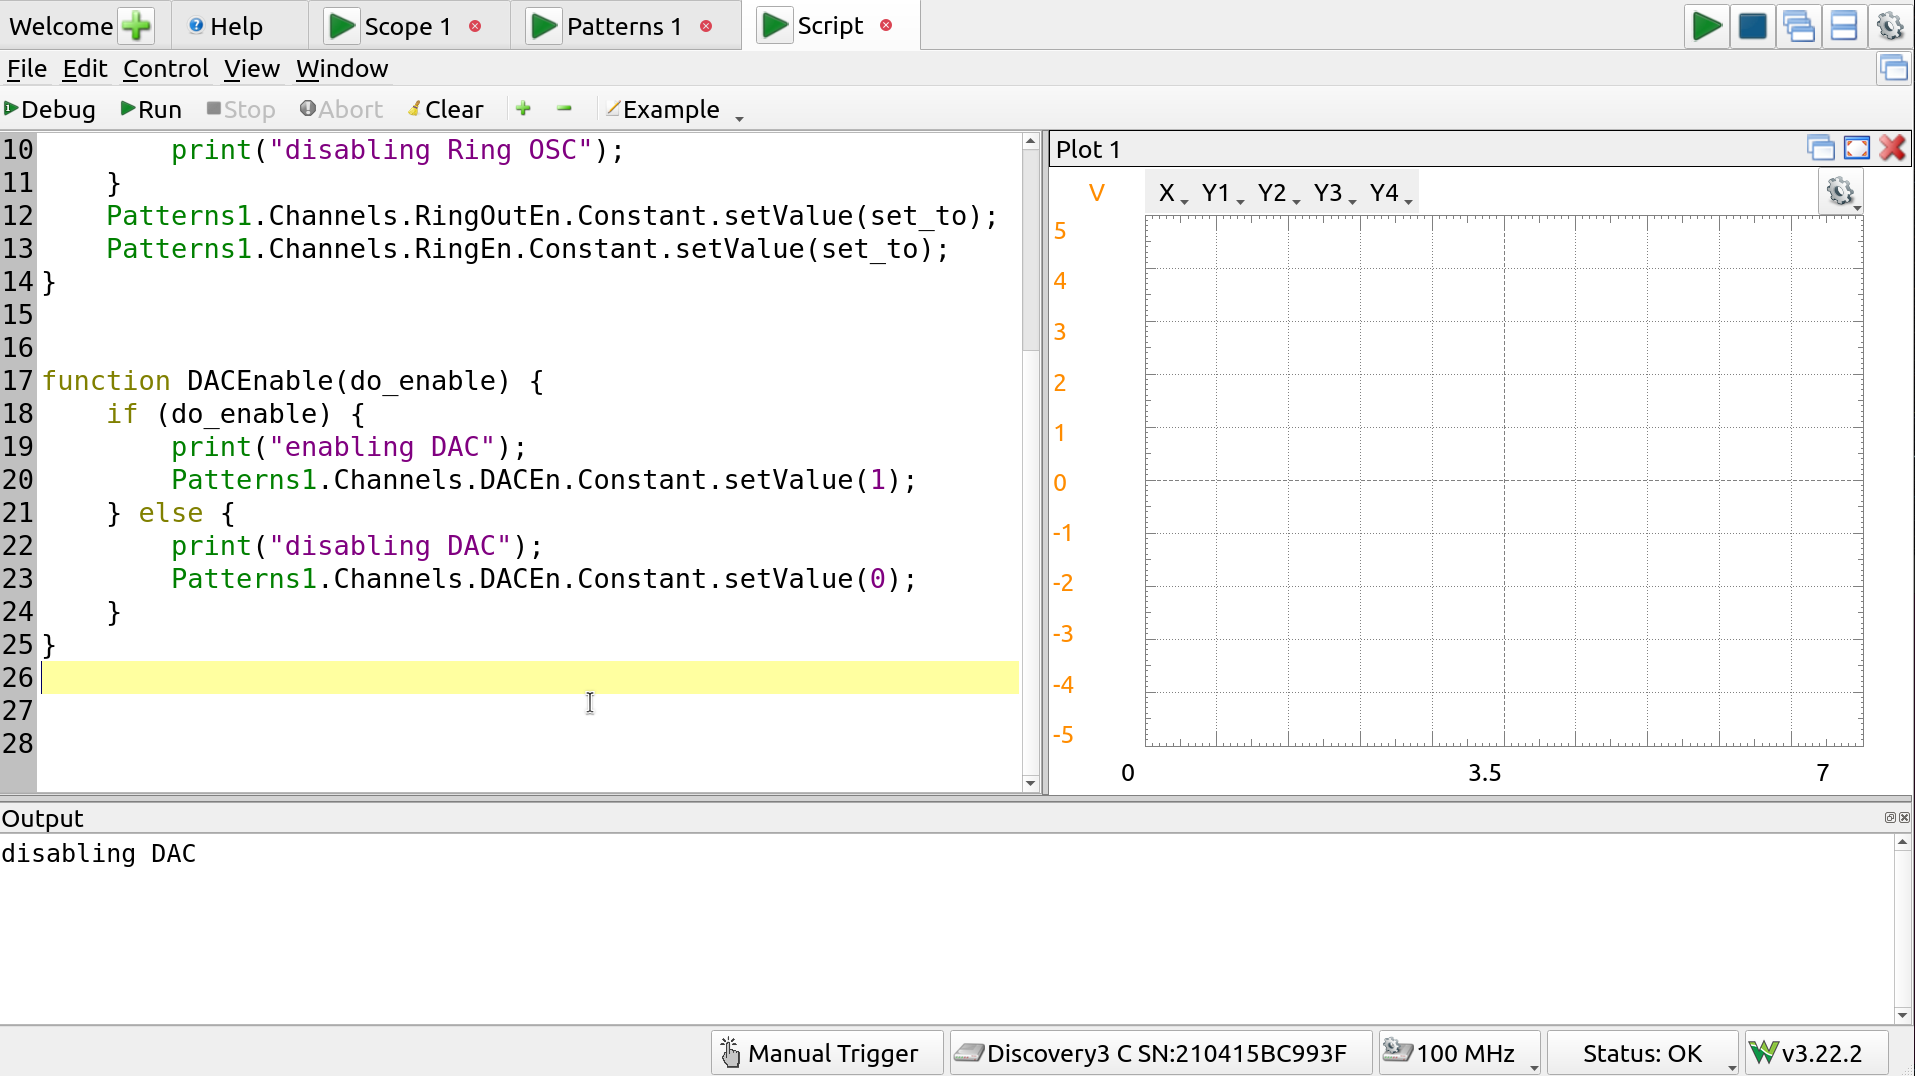 Welcome Help Scope 1 Patterns 1 Script
File Edit Control View Window
Debug Run Stop Abort Clear Example
10         print("disabling Ring OSC");
11     }
12     Patterns1.Channels.RingOutEn.Constant.setValue(set_to);
13     Patterns1.Channels.RingEn.Constant.setValue(set_to);
14 }
15
16
17 function DACEnable(do_enable) {
18     if (do_enable) {
19         print("enabling DAC");
20         Patterns1.Channels.DACEn.Constant.setValue(1);
21     } else {
22         print("disabling DAC");
23         Patterns1.Channels.DACEn.Constant.setValue(0);
24     }
25 }
26
27
28
Plot 1
V X Y1 Y2 Y3 Y4
5
4
3
2
1
0
-1
-2
-3
-4
-5
0 3.5 7
Output
disabling DAC
Manual Trigger Discovery3 C SN:210415BC993F 100 MHz Status: OK v3.22.2